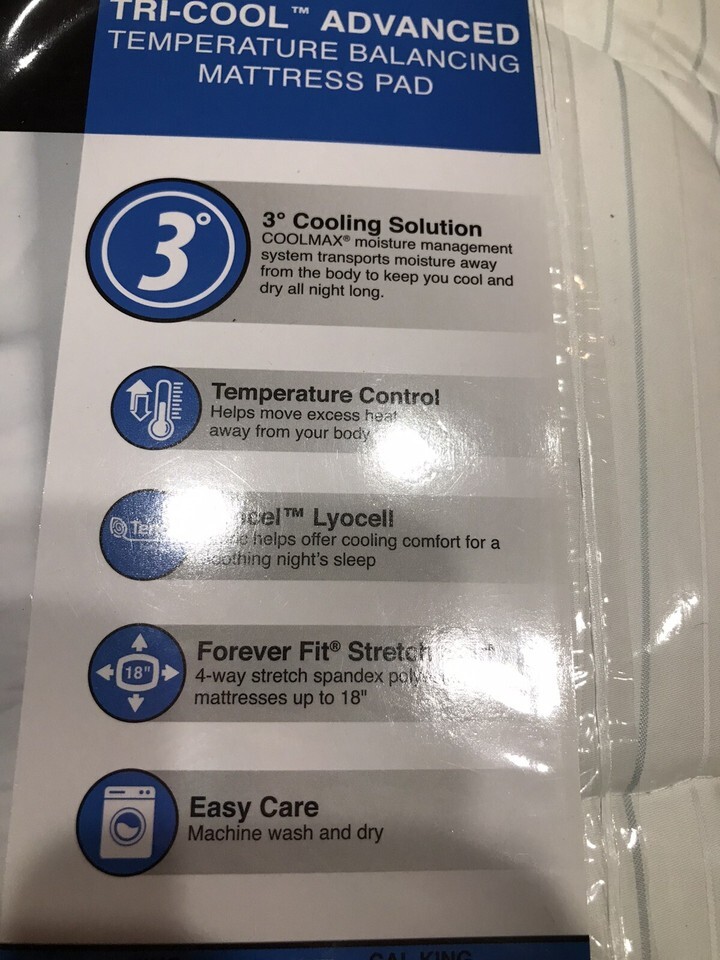 TRI-COOL™ ADVANCED
TEMPERATURE BALANCING
MATTRESS PAD
3°
3° Cooling Solution
COOLMAX® moisture management
system transports moisture away
from the body to keep you cool and
dry all night long.
Temperature Control
Helps move excess heat
away from your body
Lyocell
helps offer cooling comfort for a
night's sleep
18"
Forever Fit® Stretch
4-way stretch spandex
mattresses up to 18"
Easy Care
Machine wash and dry
CAL KING